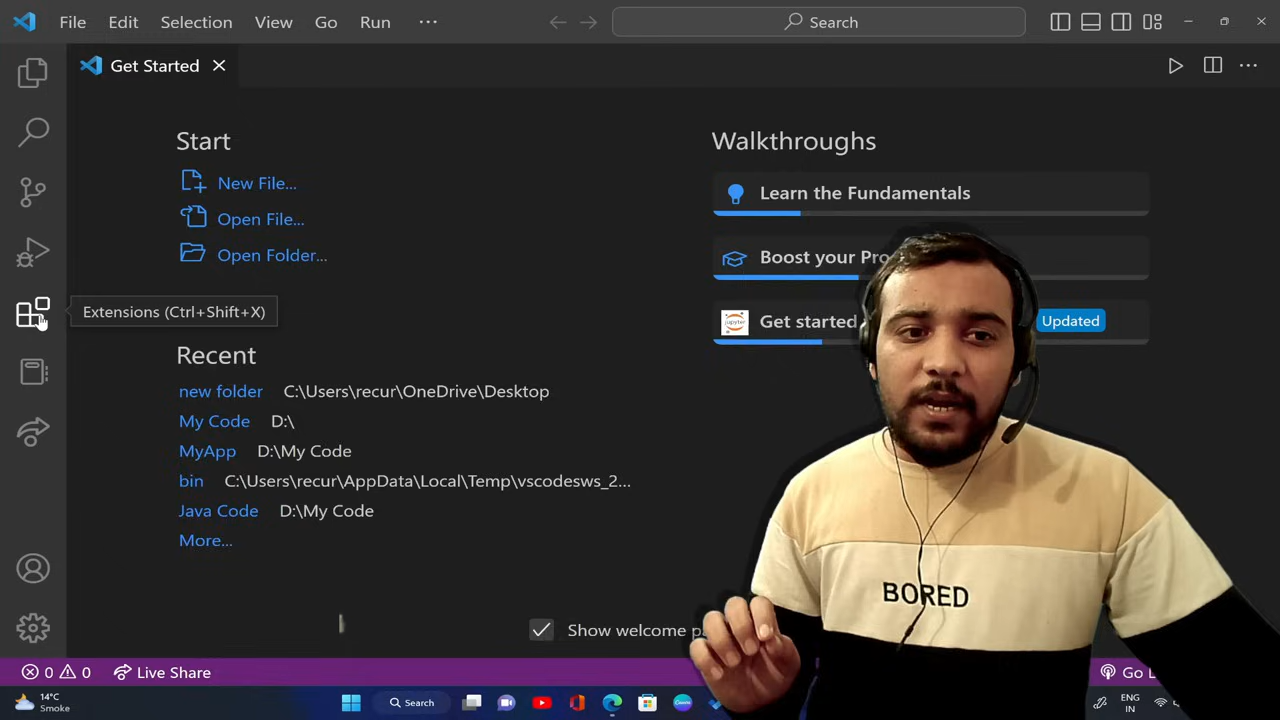 File Edit Selection View Go Run ···
Search
Get Started
Start
New File...
Open File...
Open Folder...
Extensions (Ctrl+Shift+X)
Recent
new folder C:\Users\recur\OneDrive\Desktop
My Code D:\
MyApp D:\My Code
bin C:\Users\recur\AppData\Local\Temp\vscodesws_2...
Java Code D:\My Code
More...
Walkthroughs
Learn the Fundamentals
Boost your
Get started
Updated
jupyter
BORED
Show welcome
0 0 Live Share
Go
14°C
Smoke
Search
ENG
IN